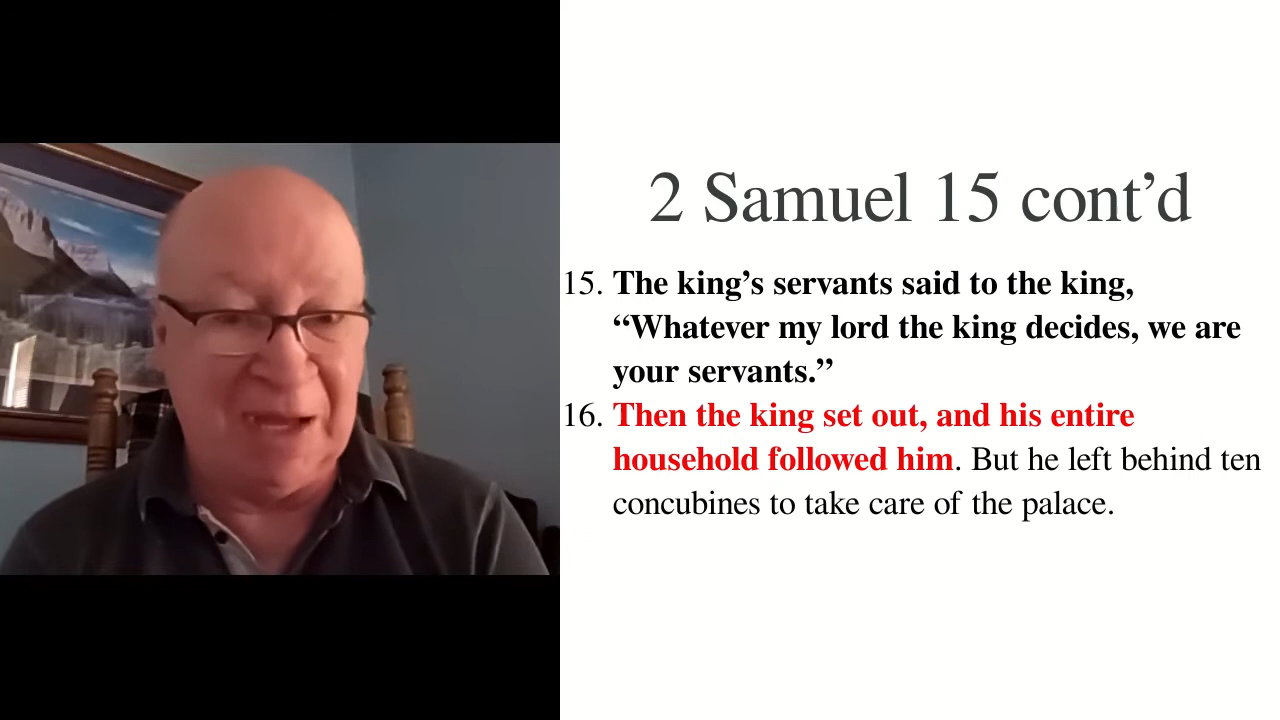 2 Samuel 15 cont’d
15. The king’s servants said to the king,
“Whatever my lord the king decides, we are
your servants.”
16. Then the king set out, and his entire
household followed him. But he left behind ten
concubines to take care of the palace.